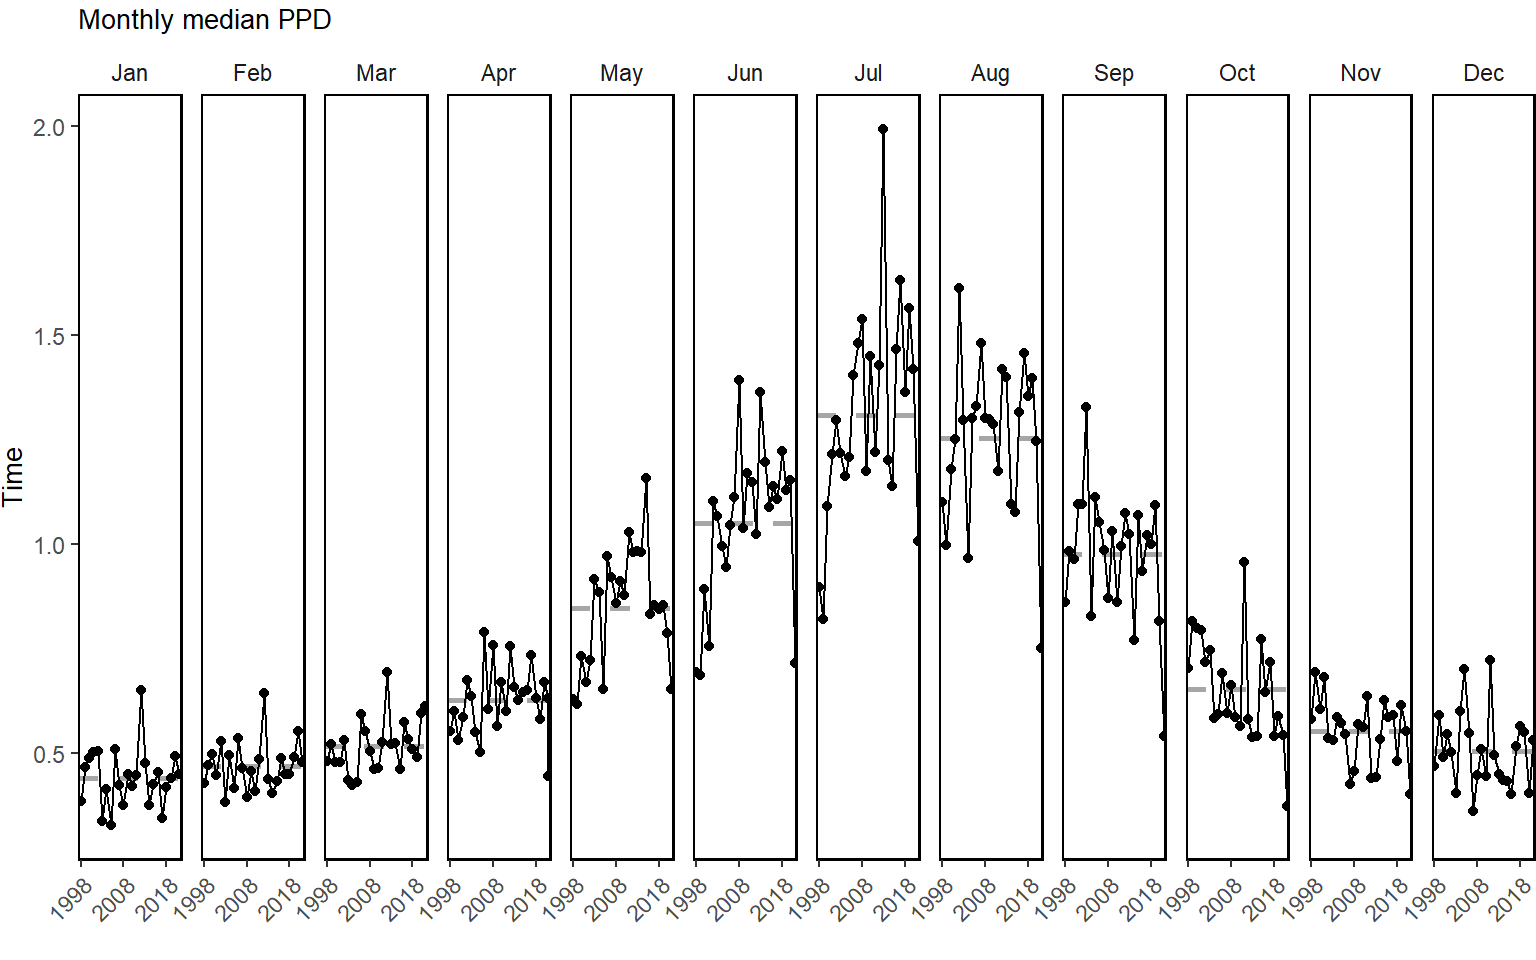 Monthly median PPD
Jan Feb Mar Apr May Jun Jul Aug Sep Oct Nov Dec
2.0
1.5
1.0
0.5
Time
1998 2008 2018 1998 2008 2018 1998 2008 2018 1998 2008 2018 1998 2008 2018 1998 2008 2018 1998 2008 2018 1998 2008 2018 1998 2008 2018 1998 2008 2018 1998 2008 2018 1998 2008 2018